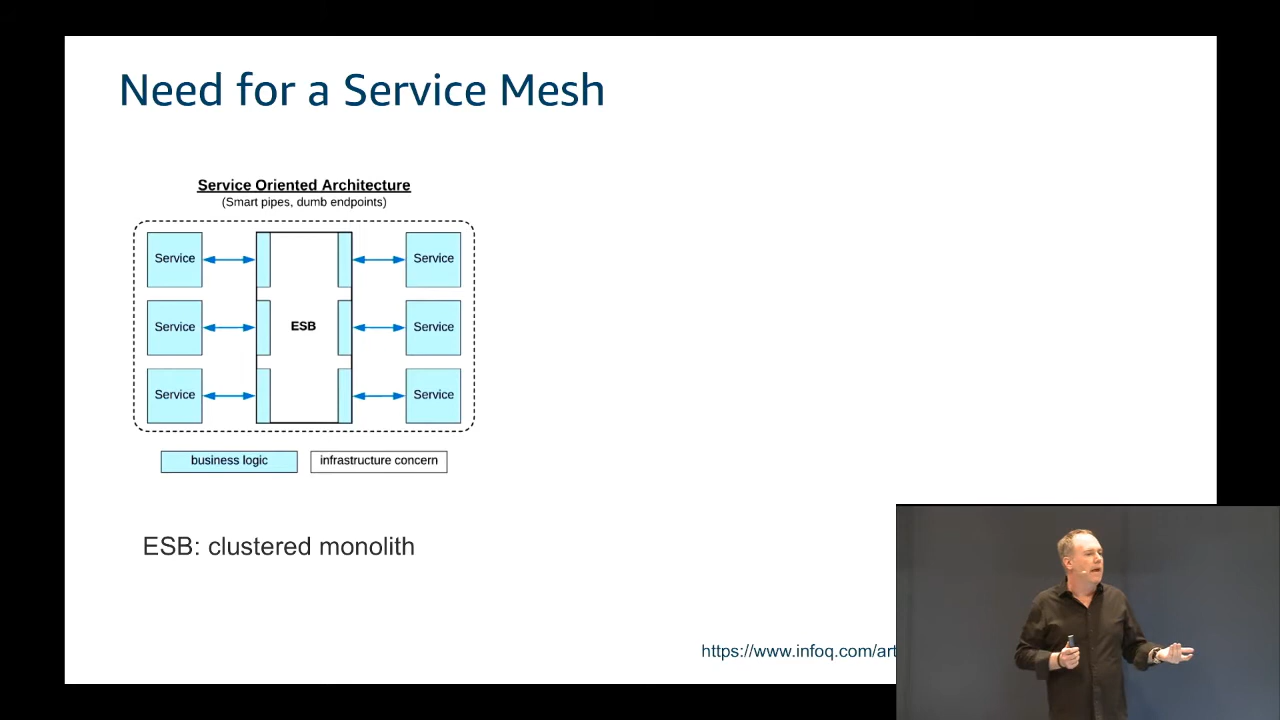 Need for a Service Mesh
Service Oriented Architecture
(Smart pipes, dumb endpoints)
Service
Service
ESB
Service
Service
Service
Service
business logic
infrastructure concern
ESB: clustered monolith
https://www.infoq.com/art